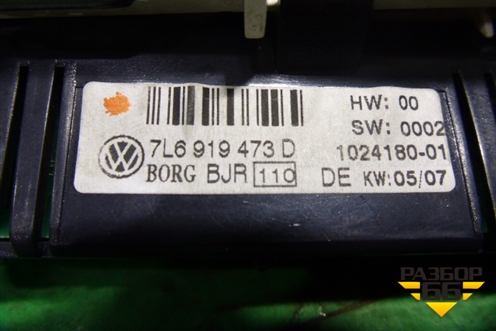 HW: 00
SW: 0002
7L6 919 473 D
1024180-01
BORG BJR 110
DE KW: 05/07
РАЗБОР
66